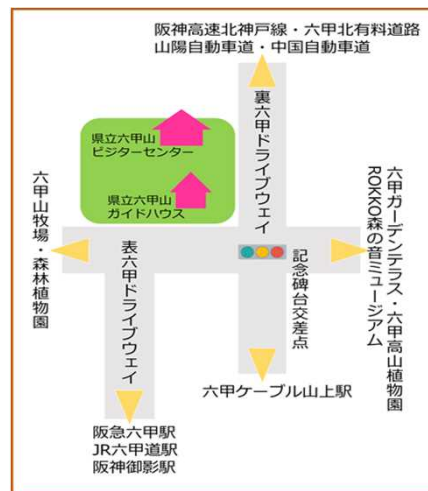 阪神高速北神戸線・六甲北有料道路
山陽自動車道・中国自動車道
裏六甲ドライブウェイ
県立六甲山
ビジターセンター
県立六甲山
ガイドハウス
六甲山牧場・森林植物園
表六甲ドライブウェイ
記念碑台交差点
六甲ガーデンテラス・六甲高山植物園
ROKKO森の音ミュージアム
六甲ケーブル山上駅
阪急六甲駅
JR六甲道駅
阪神御影駅